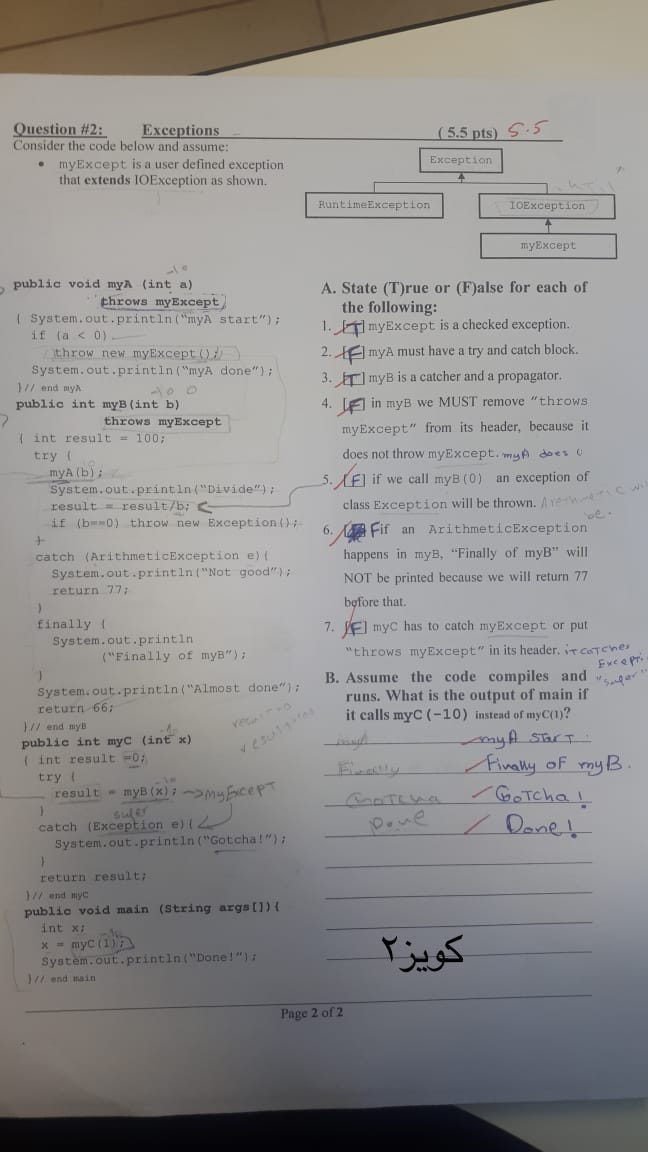 Question #2: Exceptions ( 5.5 pts) 5.5
Consider the code below and assume:
• myExcept is a user defined exception
that extends IOException as shown.
Exception
RuntimeException
IOException
myExcept
-10
public void myA (int a)
throws myExcept
{ System.out.println("myA start");
if (a < 0)
throw new myExcept();
System.out.println("myA done");
}// end myA
-10 0
public int myB(int b)
throws myExcept
{ int result = 100;
try {
myA(b);
System.out.println("Divide");
result = result/b;
if (b==0) throw new Exception();
}
catch (ArithmeticException e){
System.out.println("Not good");
return 77;
}
finally {
System.out.println
("Finally of myB");
}
System.out.println("Almost done");
return 66;
}// end myB
public int myC (int x)
{ int result =0;
try {
result = myB(x); → myExcept
}
super
catch (Exception e){
System.out.println("Gotcha!");
}
return result;
}// end myC
public void main (String args[]){
int x;
x = myC(1);
System.out.println("Done!");
}// end main
A. State (T)rue or (F)alse for each of
the following:
1. [T] myExcept is a checked exception.
2. [F] myA must have a try and catch block.
3. [T] myB is a catcher and a propagator.
4. [F] in myB we MUST remove "throws
myExcept" from its header, because it
does not throw myExcept. myA does
5. [F] if we call myB(0) an exception of
class Exception will be thrown. Arethmetic
be.
6. F if an ArithmeticException
happens in myB, "Finally of myB" will
NOT be printed because we will return 77
before that.
7. [F] myC has to catch myExcept or put
"throws myExcept" in its header. it catches
Excepti
"super"
B. Assume the code compiles and
runs. What is the output of main if
it calls myC(-10) instead of myC(1)?
myA myA start
Finally Finally of myB.
Gotcha Gotcha!
Done Done!
كويز٢
Page 2 of 2